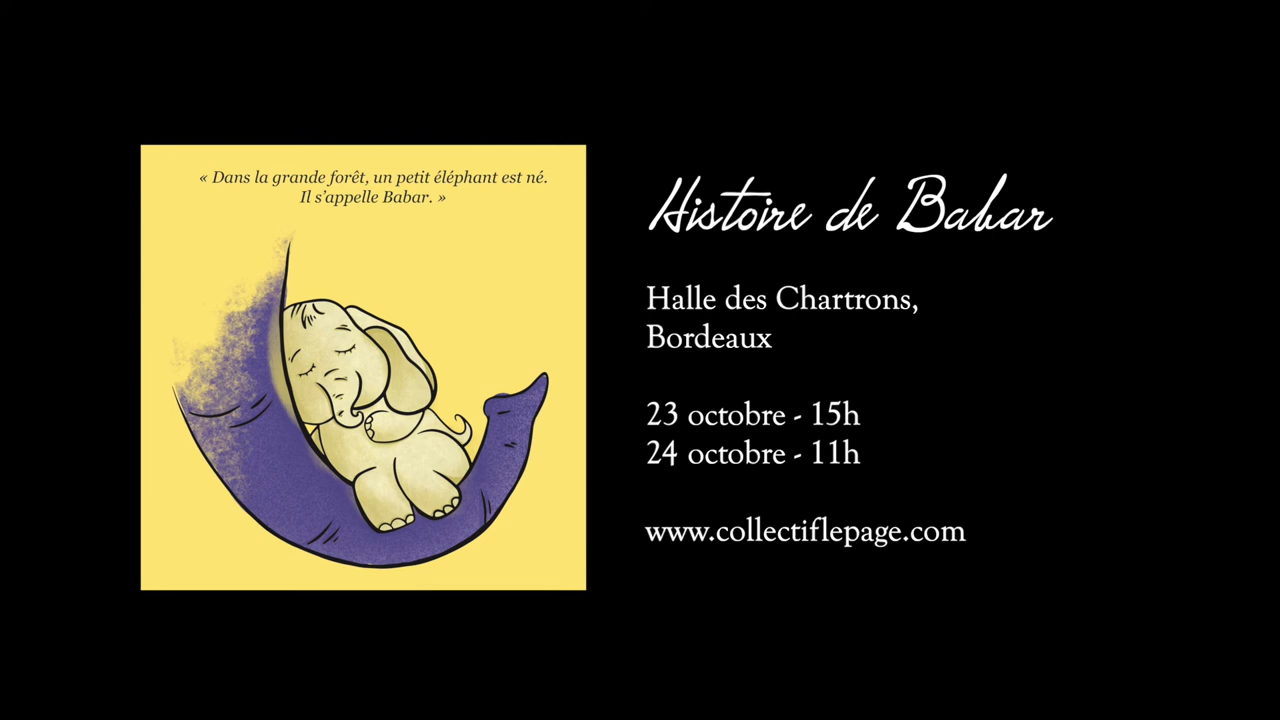 « Dans la grande forêt, un petit éléphant est né.
Il s'appelle Babar. »
Histoire de Babar
Halle des Chartrons,
Bordeaux
23 octobre - 15h
24 octobre - 11h
www.collectiflepage.com